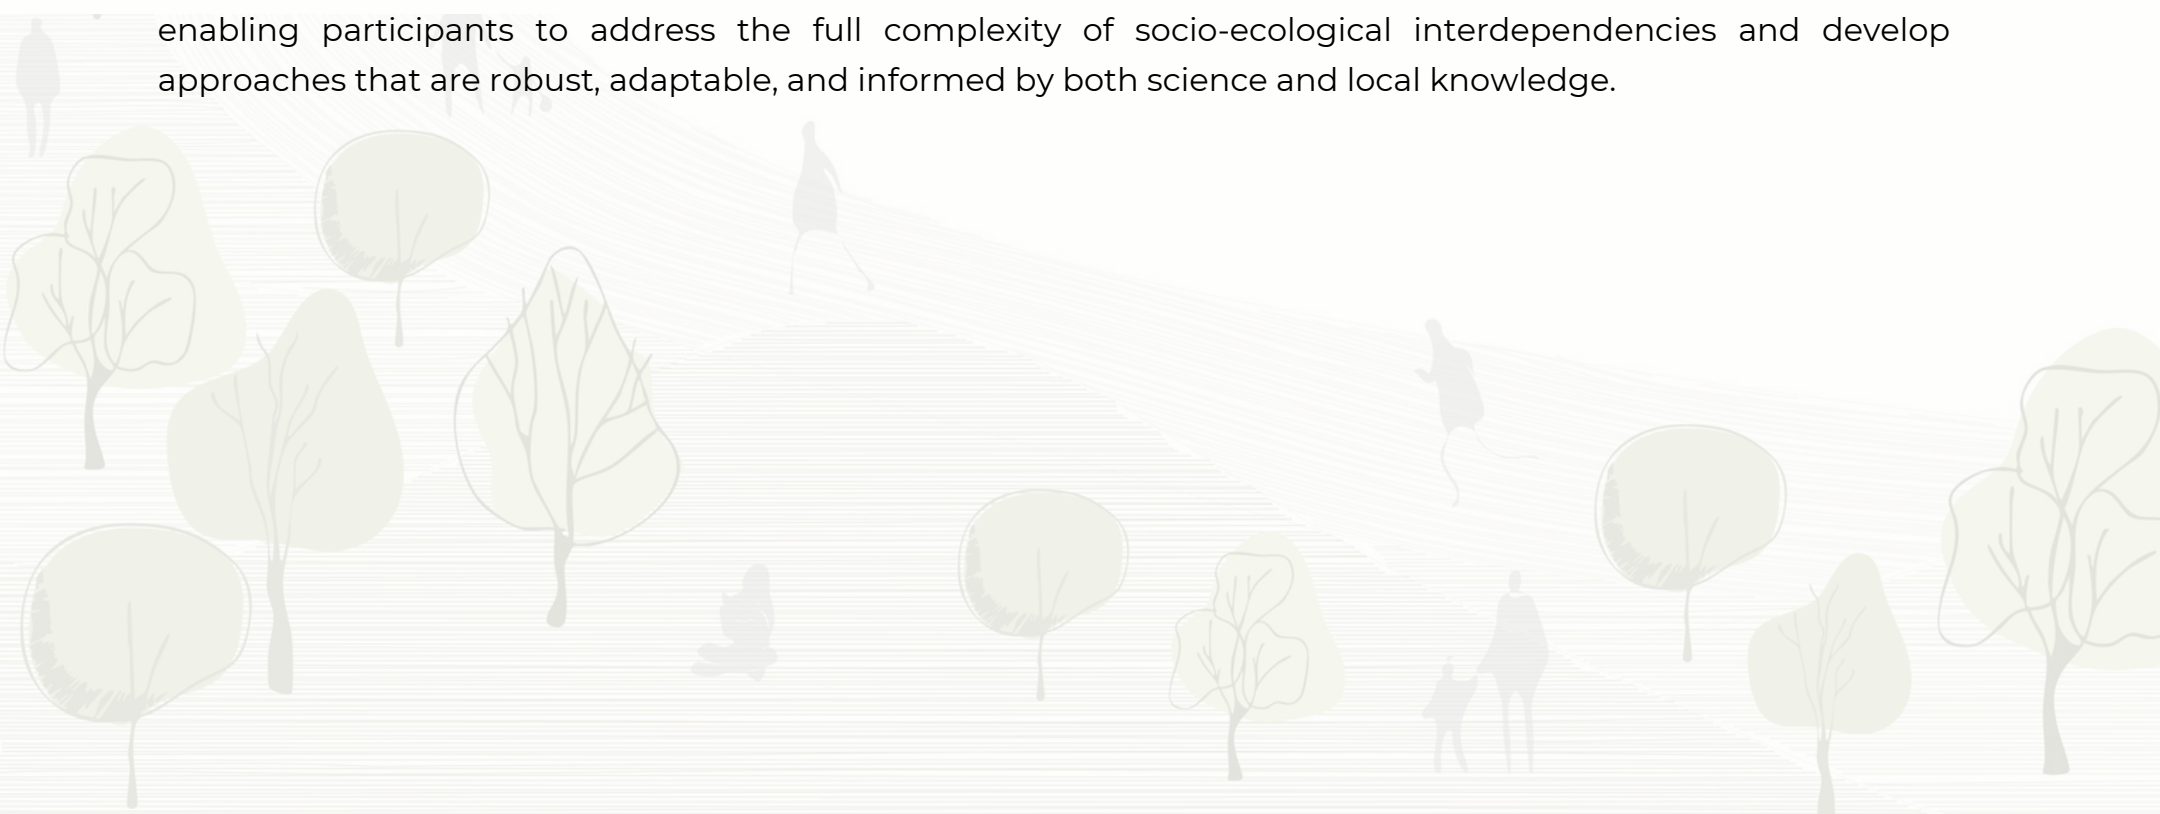 enabling participants to address the full complexity of socio-ecological interdependencies and develop
approaches that are robust, adaptable, and informed by both science and local knowledge.